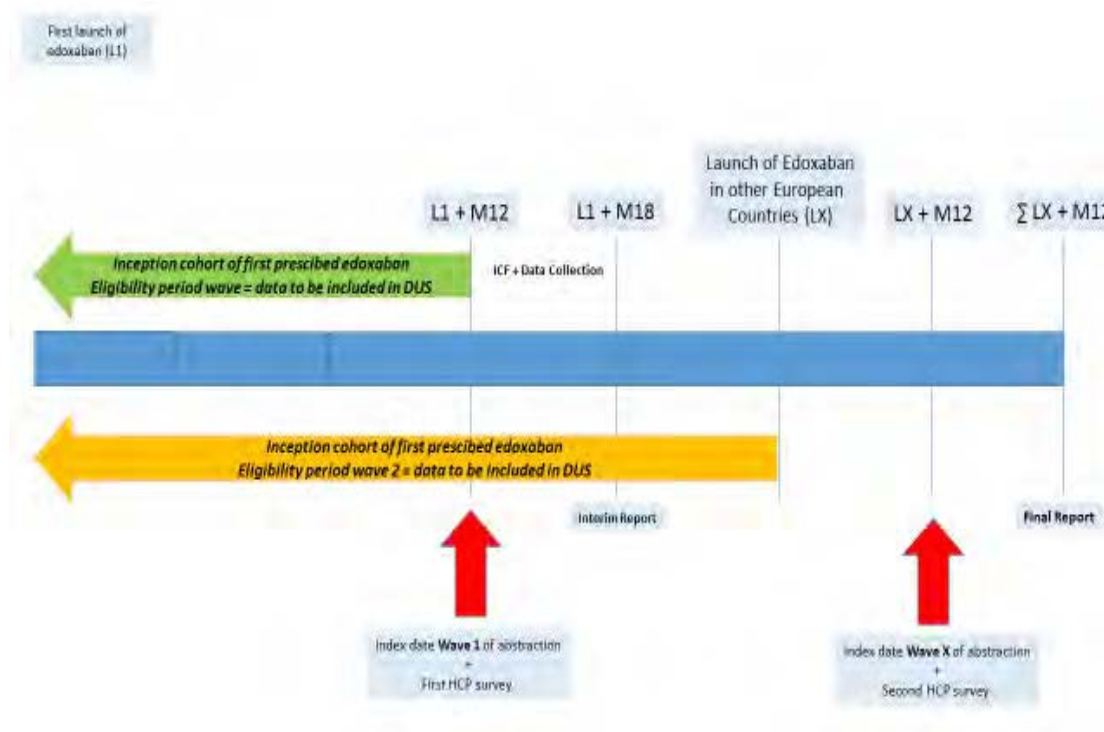 First launch of
edoxaban (L1)
Launch of Edoxaban
in other European
Countries (LX)
L1 + M12
L1 + M18
LX + M12
∑ LX + M12
Inception cohort of first prescibed edoxaban
Eligibility period wave = data to be included in DUS
ICF + Data Collection
Inception cohort of first prescibed edoxaban
Eligibility period wave 2 = data to be included in DUS
Interim Report
Final Report
Index date Wave 1 of abstraction
+
First HCP survey
Index date Wave X of abstraction
+
Second HCP survey